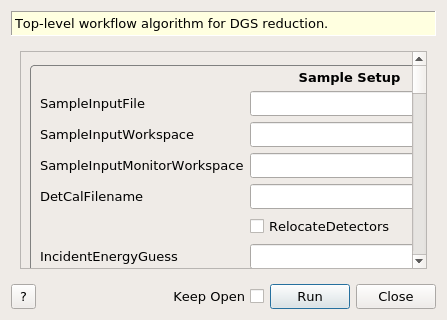 Top-level workflow algorithm for DGS reduction.
Sample Setup
SampleInputFile
SampleInputWorkspace
SampleInputMonitorWorkspace
DetCalFilename
RelocateDetectors
IncidentEnergyGuess
? Keep Open Run Close